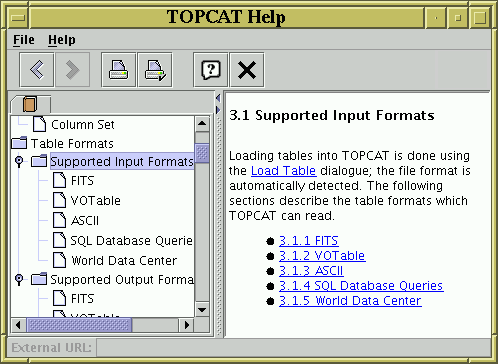 TOPCAT Help
File Help
Column Set
Table Formats
Supported Input Formats
FITS
VOTable
ASCII
SQL Database Querie
World Data Center
Supported Output Forma
FITS
VOTable
3.1 Supported Input Formats
Loading tables into TOPCAT is done using
the Load Table dialogue; the file format is
automatically detected. The following
sections describe the table formats which
TOPCAT can read.
3.1.1 FITS
3.1.2 VOTable
3.1.3 ASCII
3.1.4 SQL Database Queries
3.1.5 World Data Center
External URL: